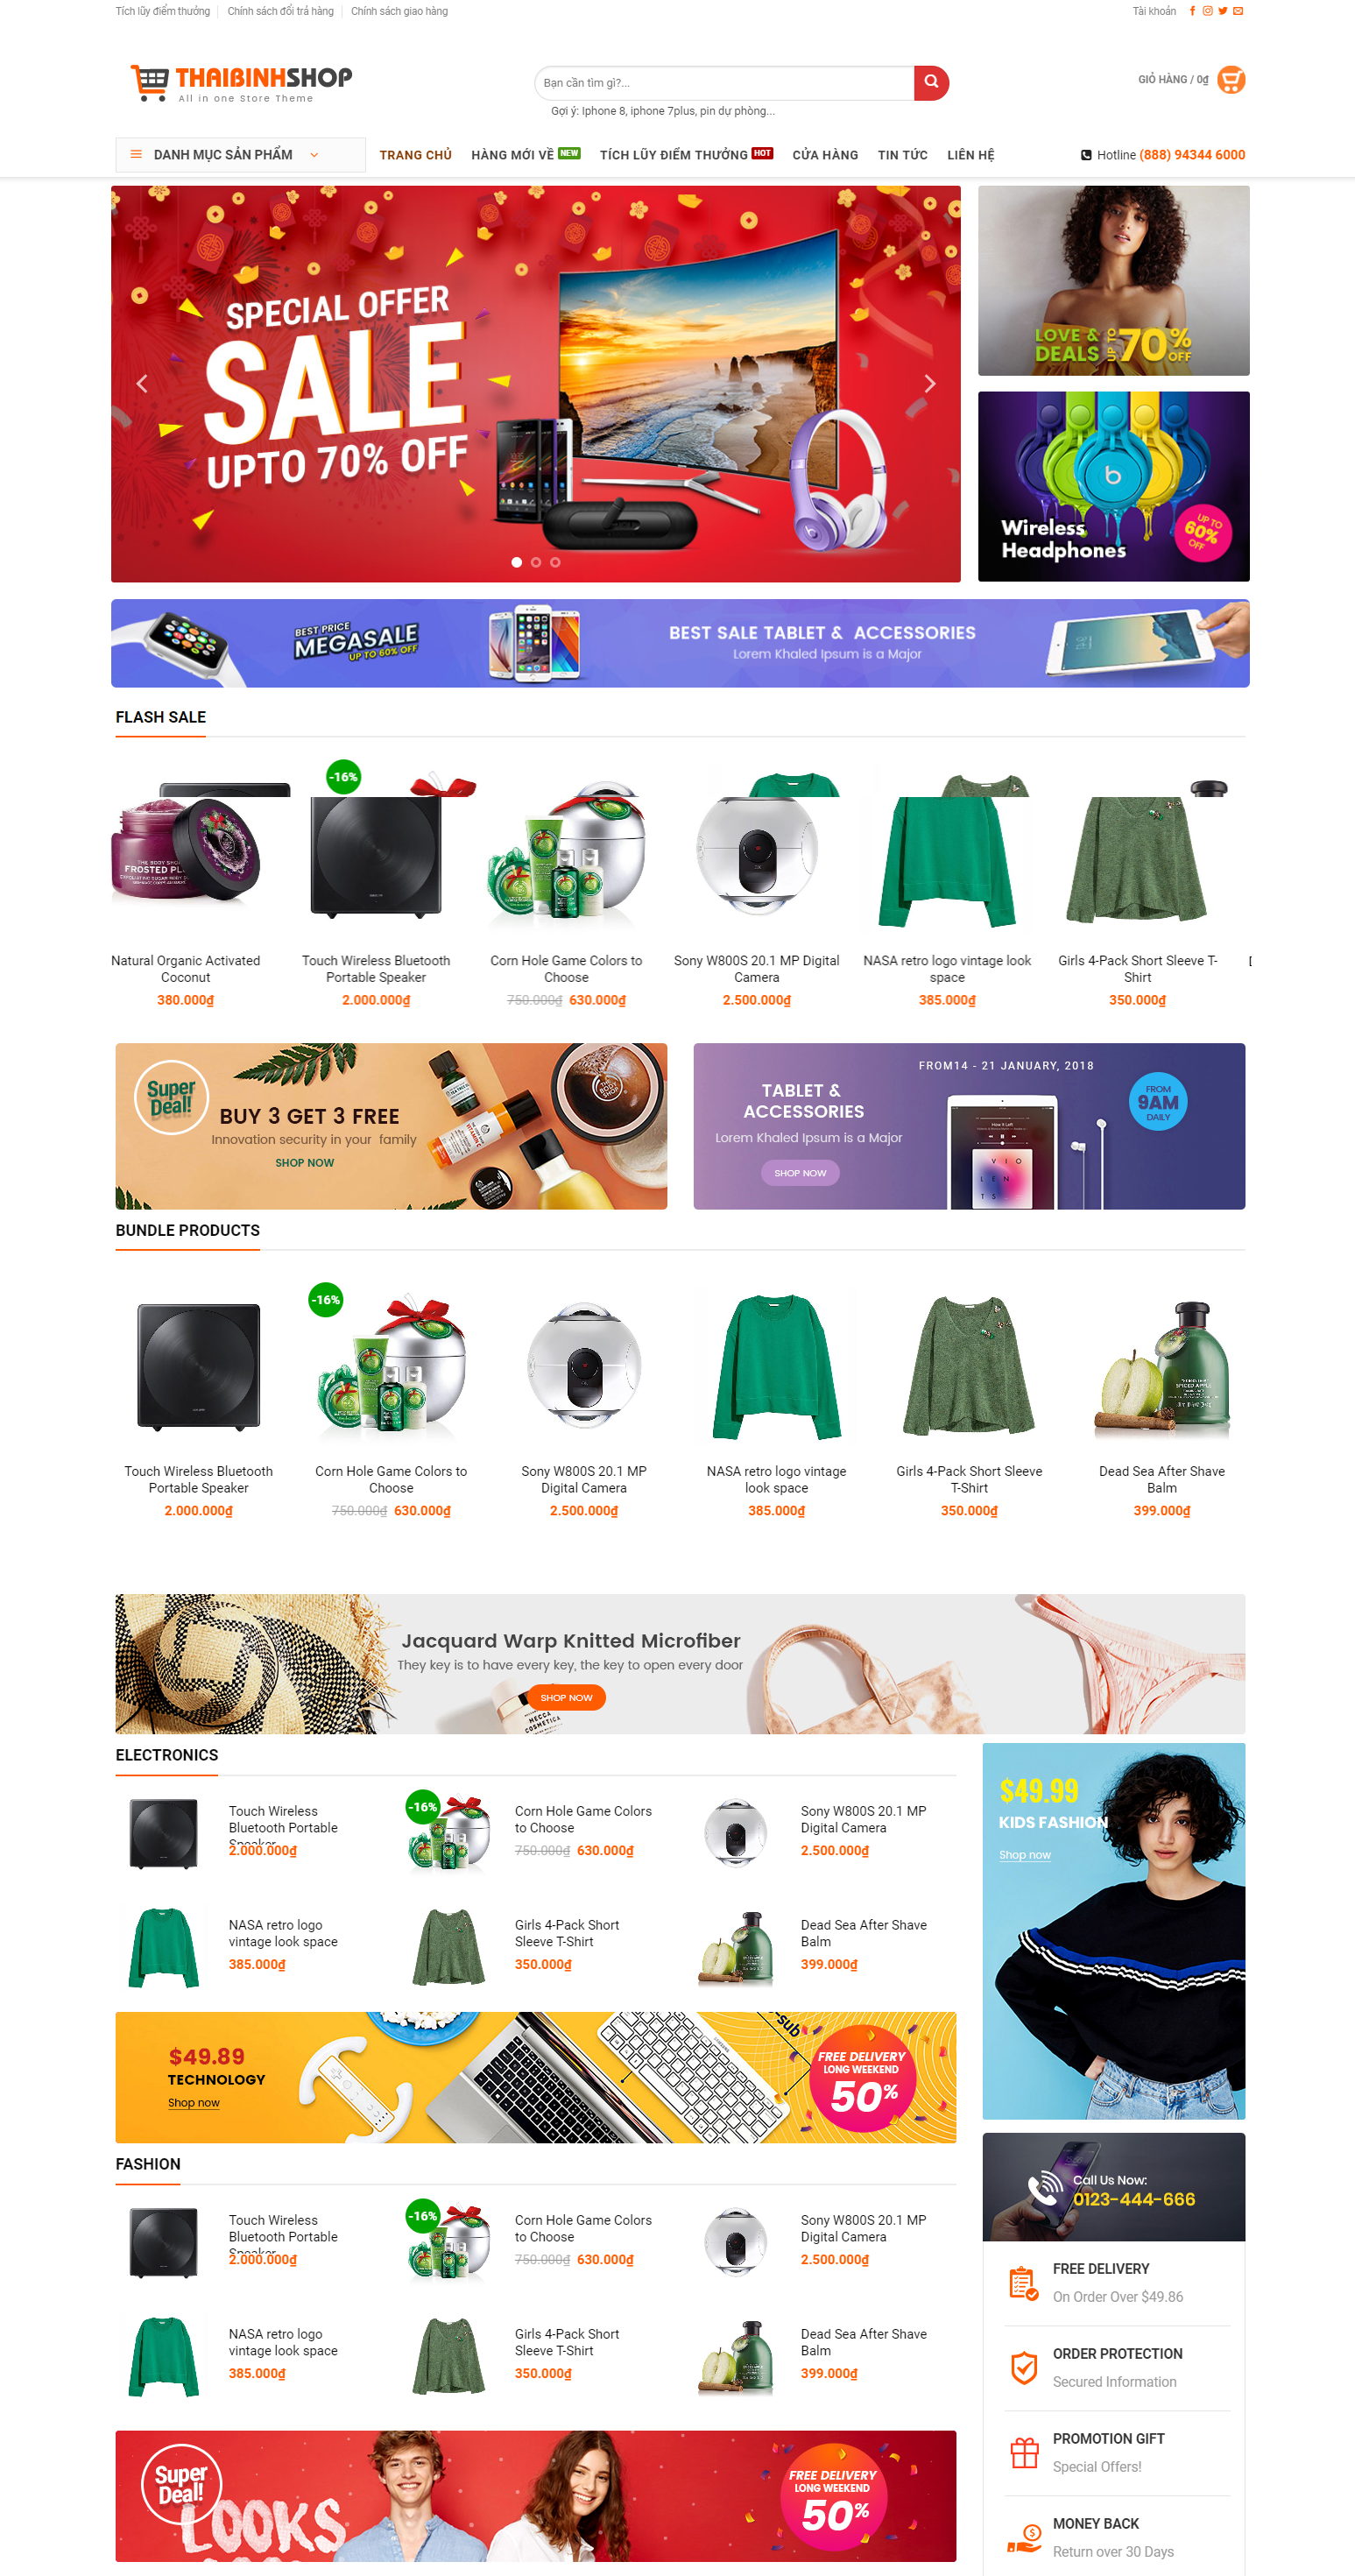 Tích lũy điểm thưởng
Chính sách đổi trả hàng
Chính sách giao hàng
Tài khoản
THAIBINHSHOP
All in one Store Theme
Bạn cần tìm gì?...
Gợi ý: Iphone 8, iphone 7plus, pin dự phòng...
GIỎ HÀNG / 0₫
DANH MỤC SẢN PHẨM
TRANG CHỦ
HÀNG MỚI VỀ NEW
TÍCH LŨY ĐIỂM THƯỞNG HOT
CỬA HÀNG
TIN TỨC
LIÊN HỆ
Hotline (888) 94344 6000
SPECIAL OFFER
SALE
UPTO 70% OFF
LOVE &
DEALS
UP TO
70%
OFF
Wireless
Headphones
UP TO
60%
OFF
BEST PRICE
MEGASALE
UP TO 60% OFF
BEST SALE TABLET & ACCESSORIES
Lorem Khaled Ipsum is a Major
FLASH SALE
-16%
THE BODY SHOP
Natural Organic Activated
Coconut
380.000₫
Touch Wireless Bluetooth
Portable Speaker
2.000.000₫
Corn Hole Game Colors to
Choose
750.000₫ 630.000₫
Sony W800S 20.1 MP Digital
Camera
2.500.000₫
NASA retro logo vintage look
space
385.000₫
Girls 4-Pack Short Sleeve T-
Shirt
350.000₫
Super
Deal!
BUY 3 GET 3 FREE
Innovation security in your family
SHOP NOW
THE BODY SHOP
FROM14 - 21 JANUARY, 2018
TABLET &
ACCESSORIES
Lorem Khaled Ipsum is a Major
SHOP NOW
FROM
9AM
DAILY
VIO
LEN
TS
BUNDLE PRODUCTS
-16%
Touch Wireless Bluetooth
Portable Speaker
2.000.000₫
Corn Hole Game Colors to
Choose
750.000₫ 630.000₫
Sony W800S 20.1 MP
Digital Camera
2.500.000₫
NASA retro logo vintage
look space
385.000₫
Girls 4-Pack Short Sleeve
T-Shirt
350.000₫
Dead Sea After Shave
Balm
399.000₫
Jacquard Warp Knitted Microfiber
They key is to have every key, the key to open every door
SHOP NOW
MECCA
COSMETICA
ELECTRONICS
Touch Wireless
Bluetooth Portable
Speaker
2.000.000₫
-16%
Corn Hole Game Colors
to Choose
750.000₫ 630.000₫
Sony W800S 20.1 MP
Digital Camera
2.500.000₫
NASA retro logo
vintage look space
385.000₫
Girls 4-Pack Short
Sleeve T-Shirt
350.000₫
Dead Sea After Shave
Balm
399.000₫
$49.99
KIDS FASHION
Shop now
$49.89
TECHNOLOGY
Shop now
FREE DELIVERY
LONG WEEKEND
50%
FASHION
Touch Wireless
Bluetooth Portable
Speaker
2.000.000₫
-16%
Corn Hole Game Colors
to Choose
750.000₫ 630.000₫
Sony W800S 20.1 MP
Digital Camera
2.500.000₫
NASA retro logo
vintage look space
385.000₫
Girls 4-Pack Short
Sleeve T-Shirt
350.000₫
Dead Sea After Shave
Balm
399.000₫
Call Us Now:
0123-444-666
FREE DELIVERY
On Order Over $49.86
ORDER PROTECTION
Secured Information
PROMOTION GIFT
Special Offers!
MONEY BACK
Return over 30 Days
Super
Deal!
LOOKS
FREE DELIVERY
LONG WEEKEND
50%